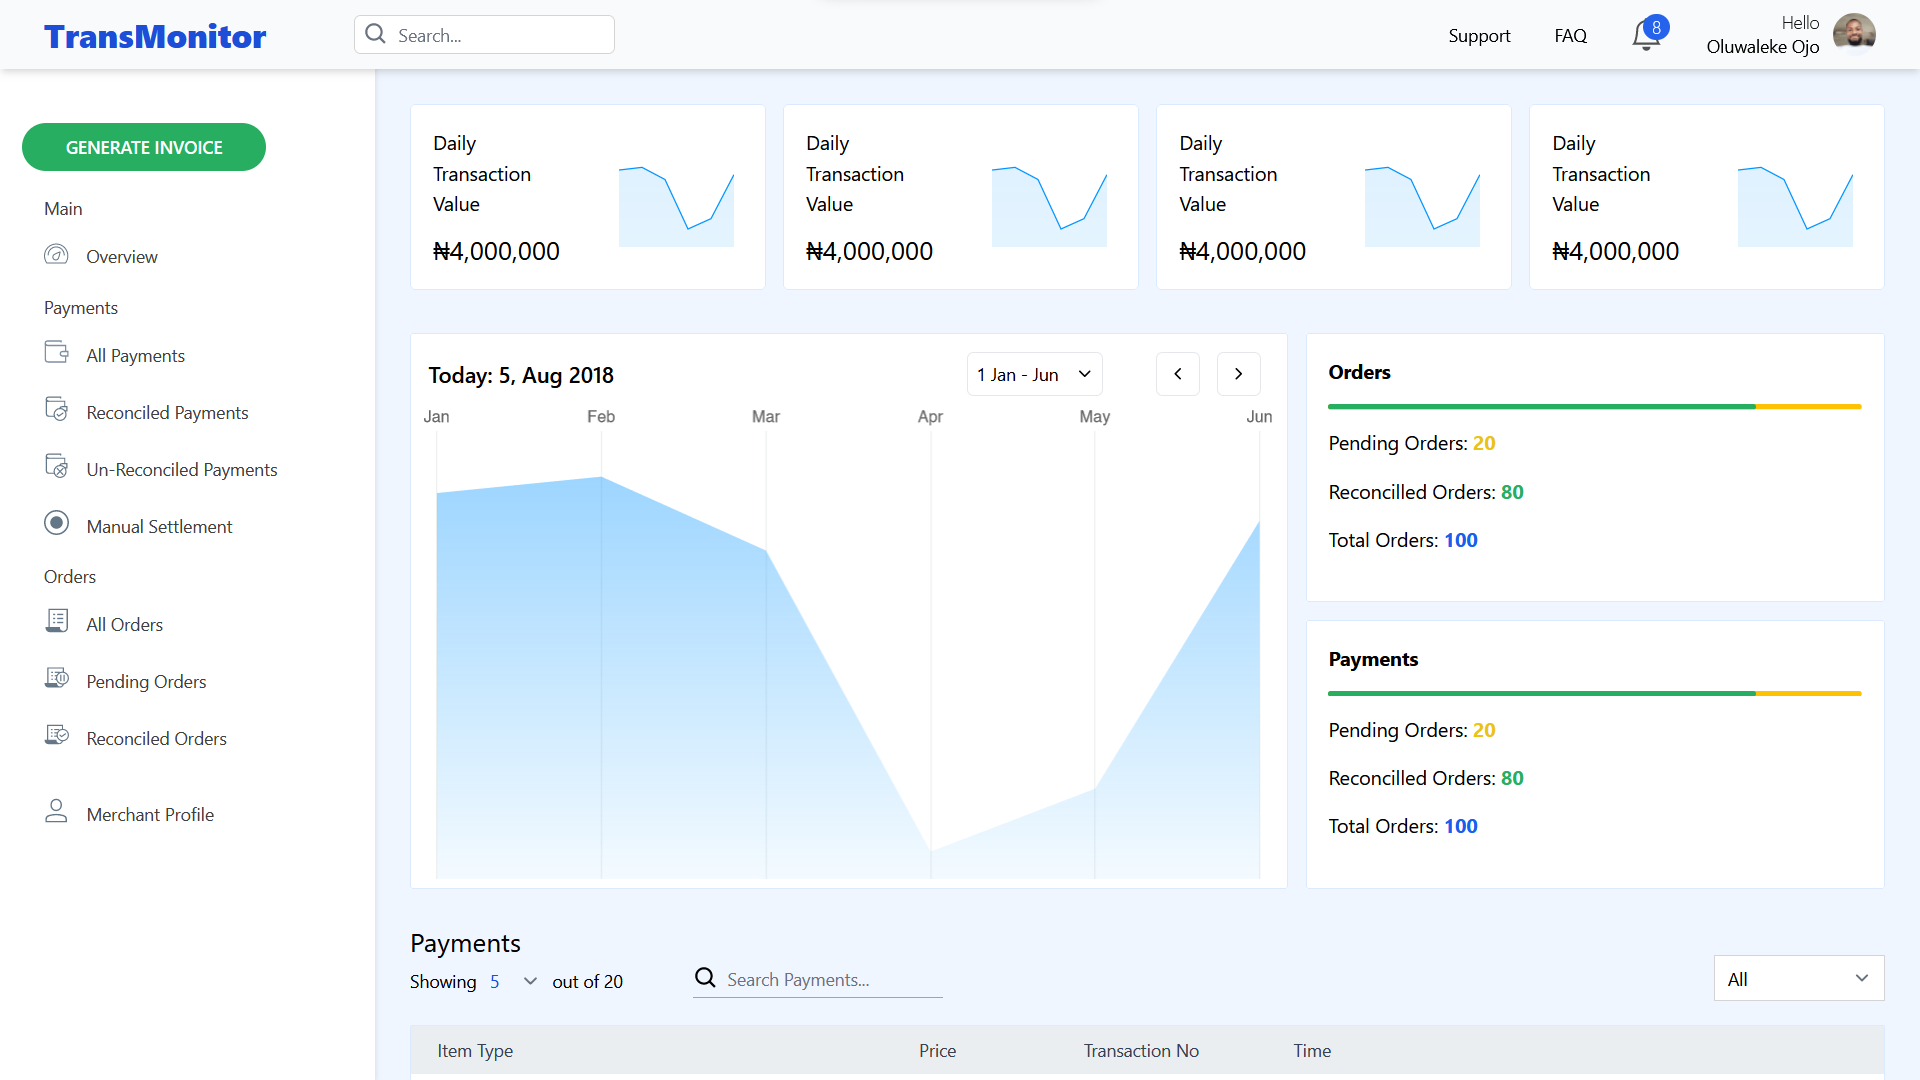 TransMonitor
Search...
Support
FAQ
8
Hello
Oluwaleke Ojo
GENERATE INVOICE
Main
Overview
Payments
All Payments
Reconciled Payments
Un-Reconciled Payments
Manual Settlement
Orders
All Orders
Pending Orders
Reconciled Orders
Merchant Profile
Daily
Transaction
Value
₦4,000,000
Daily
Transaction
Value
₦4,000,000
Daily
Transaction
Value
₦4,000,000
Daily
Transaction
Value
₦4,000,000
Today: 5, Aug 2018
1 Jan - Jun
Jan Feb Mar Apr May Jun
Orders
Pending Orders: 20
Reconcilled Orders: 80
Total Orders: 100
Payments
Pending Orders: 20
Reconcilled Orders: 80
Total Orders: 100
Payments
Showing 5 out of 20
Search Payments...
All
Item Type Price Transaction No Time